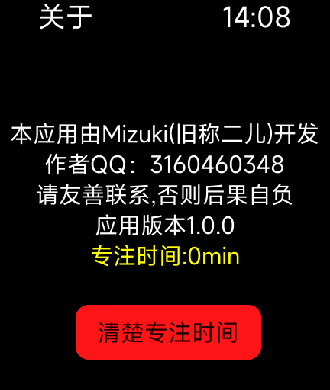 关于 14:08
本应用由Mizuki(旧称二儿)开发
作者QQ：3160460348
请友善联系,否则后果自负
应用版本1.0.0
专注时间:0min
清楚专注时间